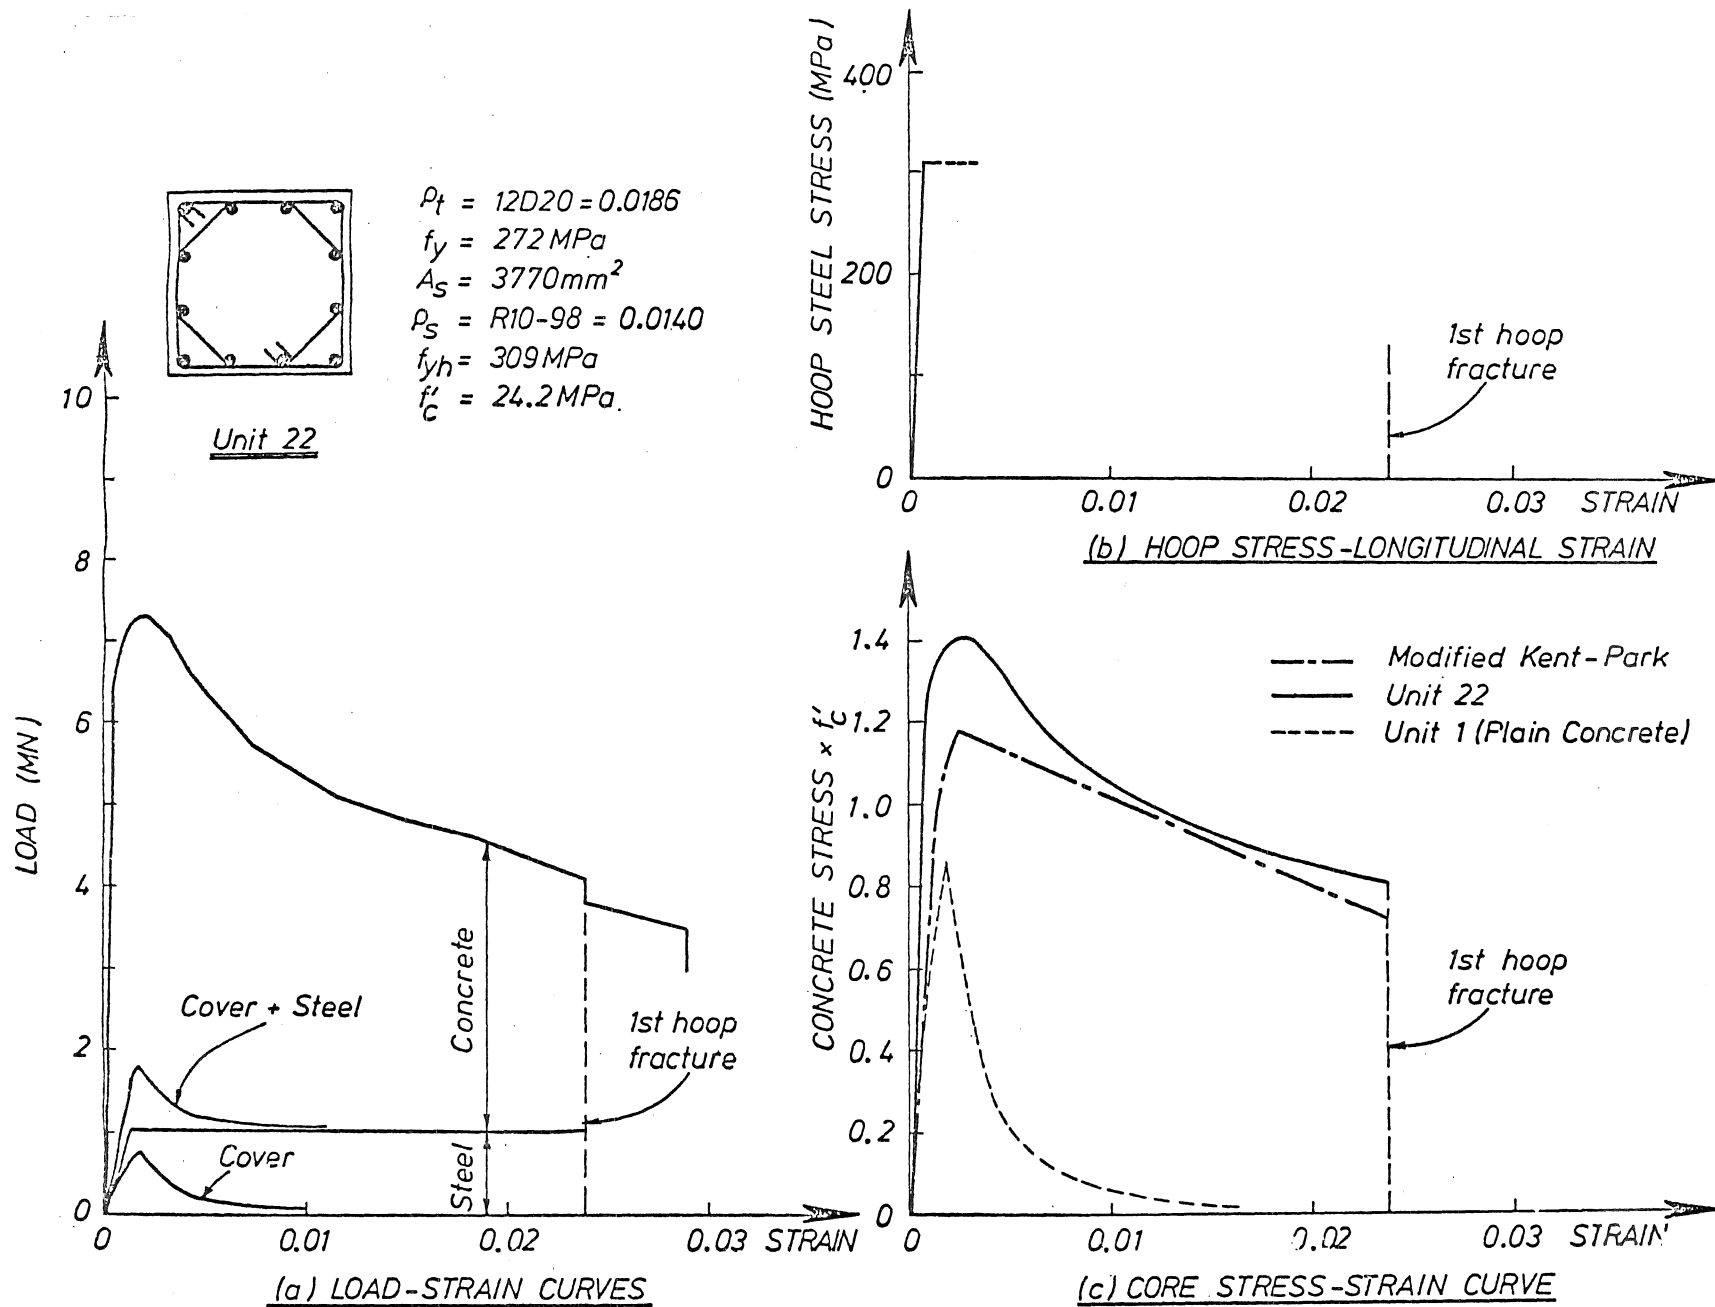 ρt = 12D20 = 0.0186
fy = 272 MPa
As = 3770mm²
ρs = R10-98 = 0.0140
fyh = 309 MPa
f'c = 24.2 MPa.
Unit 22
LOAD (MN)
10
8
6
4
2
0
Cover + Steel
Cover
Concrete
Steel
1st hoop
fracture
0 0.01 0.02 0.03 STRAIN
(a) LOAD-STRAIN CURVES
HOOP STEEL STRESS (MPa)
400
200
0
1st hoop
fracture
0 0.01 0.02 0.03 STRAIN
(b) HOOP STRESS-LONGITUDINAL STRAIN
CONCRETE STRESS × f'c
1.4
1.2
1.0
0.8
0.6
0.4
0.2
0
Modified Kent-Park
Unit 22
Unit 1 (Plain Concrete)
1st hoop
fracture
0 0.01 0.02 0.03 STRAIN
(c) CORE STRESS-STRAIN CURVE